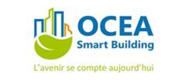 OCEA
Smart Building
L'avenir se compte aujourd'hui